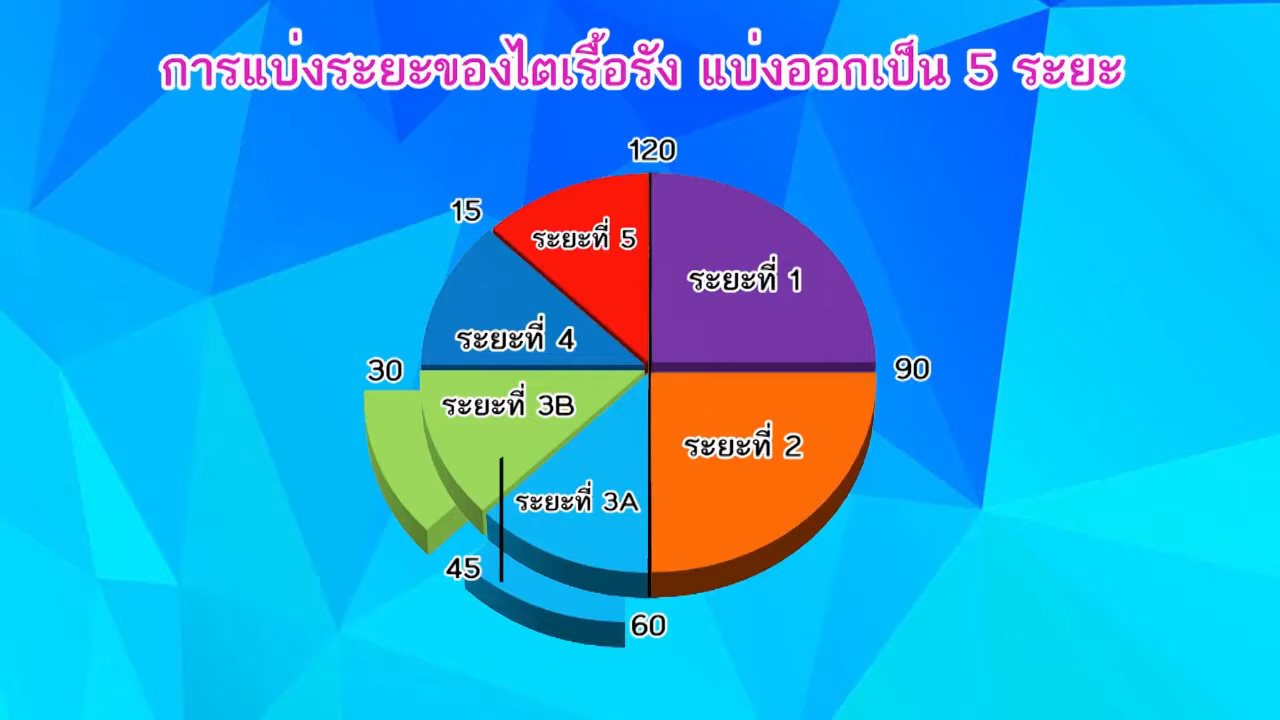 การแบ่งระยะของไตเรื้อรัง แบ่งออกเป็น 5 ระยะ
120
15
ระยะที่ 5
ระยะที่ 1
ระยะที่ 4
30
90
ระยะที่ 3B
ระยะที่ 2
ระยะที่ 3A
45
60